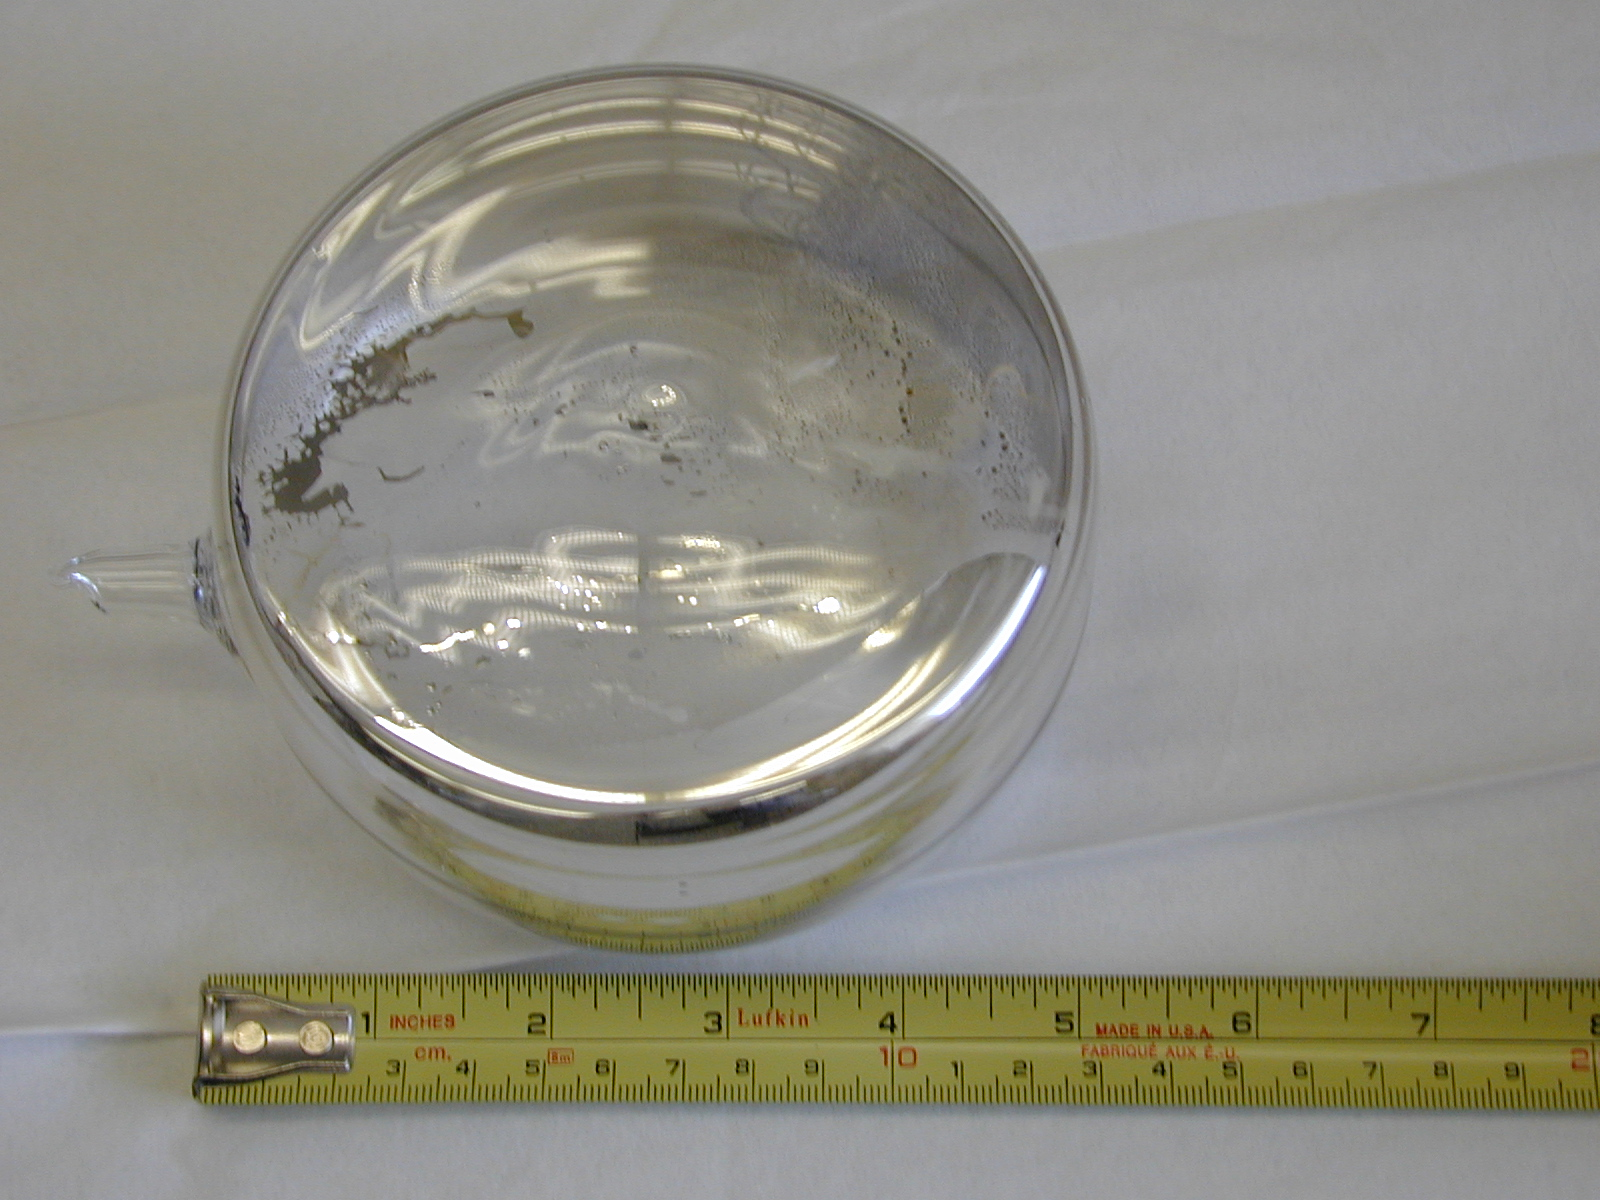 1 INCHES 2 3 Lufkin 4 5 MADE IN U.S.A. 6 7 8
cm. 3 4 5 8m 6 7 8 9 10 1 2 FABRIQUÉ AUX É.-U. 3 4 5 6 7 8 9 2